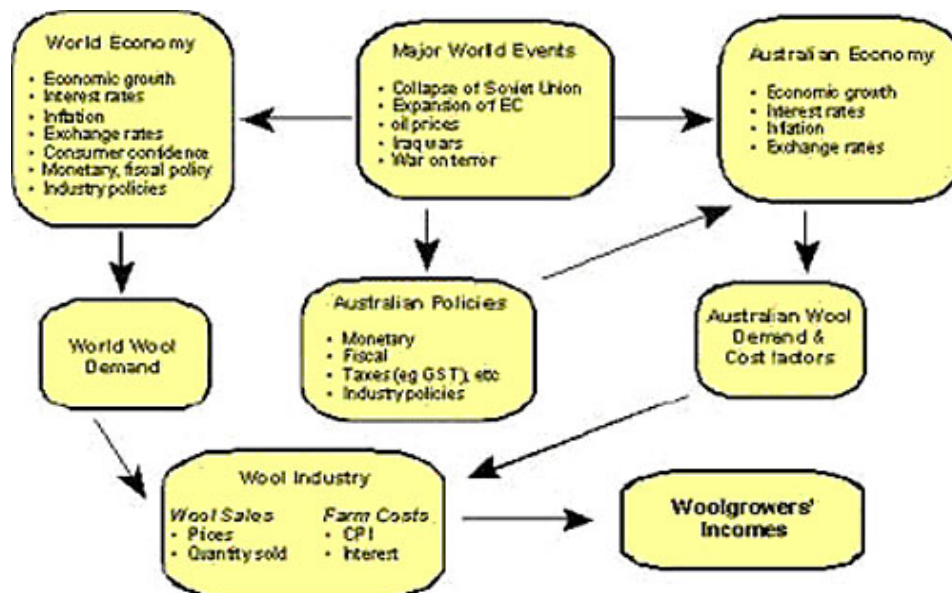 World Economy
• Economic growth
• Interest rates
• Inflation
• Exchange rates
• Consumer confidence
• Monetary, fiscal policy
• Industry policies
Major World Events
• Collapse of Soviet Union
• Expansion of EC
• oil prices
• Iraq wars
• War on terror
Australian Economy
• Economic growth
• Interest rates
• Inflation
• Exchange rates
World Wool
Demand
Australian Policies
• Monetary
• Fiscal
• Taxes (eg GST), etc
• Industry policies
Australian Wool
Demand &
Cost factors
Wool Industry
Wool Sales
• Prices
• Quantity sold
Farm Costs
• CPI
• Interest
Woolgrowers'
Incomes